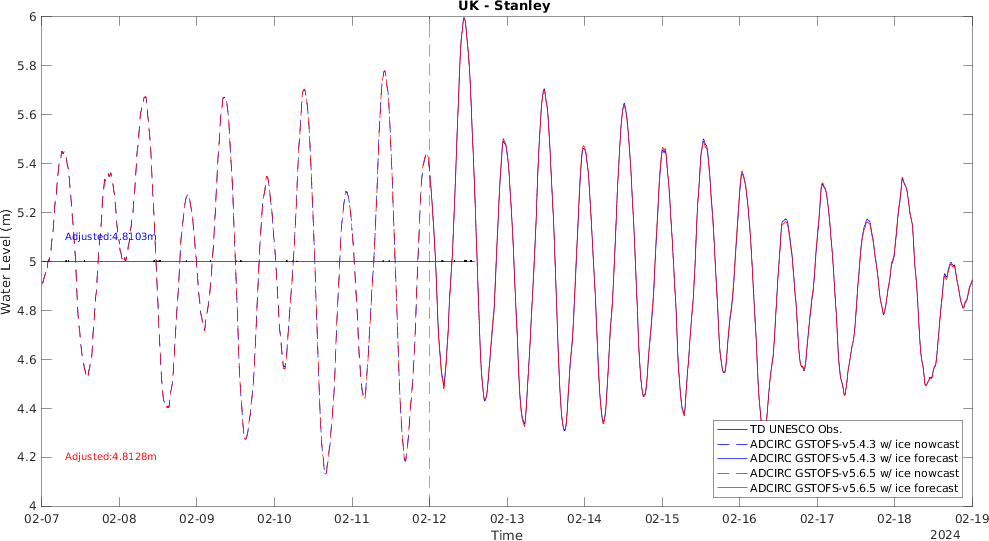 UK - Stanley
6
5.8
5.6
5.4
5.2
5
4.8
4.6
4.4
4.2
4
Water Level (m)
Adjusted:4.8103m
Adjusted:4.8128m
TD UNESCO Obs.
ADCIRC GSTOFS-v5.4.3 w/ ice nowcast
ADCIRC GSTOFS-v5.4.3 w/ ice forecast
ADCIRC GSTOFS-v5.6.5 w/ ice nowcast
ADCIRC GSTOFS-v5.6.5 w/ ice forecast
02-07 02-08 02-09 02-10 02-11 02-12 02-13 02-14 02-15 02-16 02-17 02-18 02-19
Time
2024